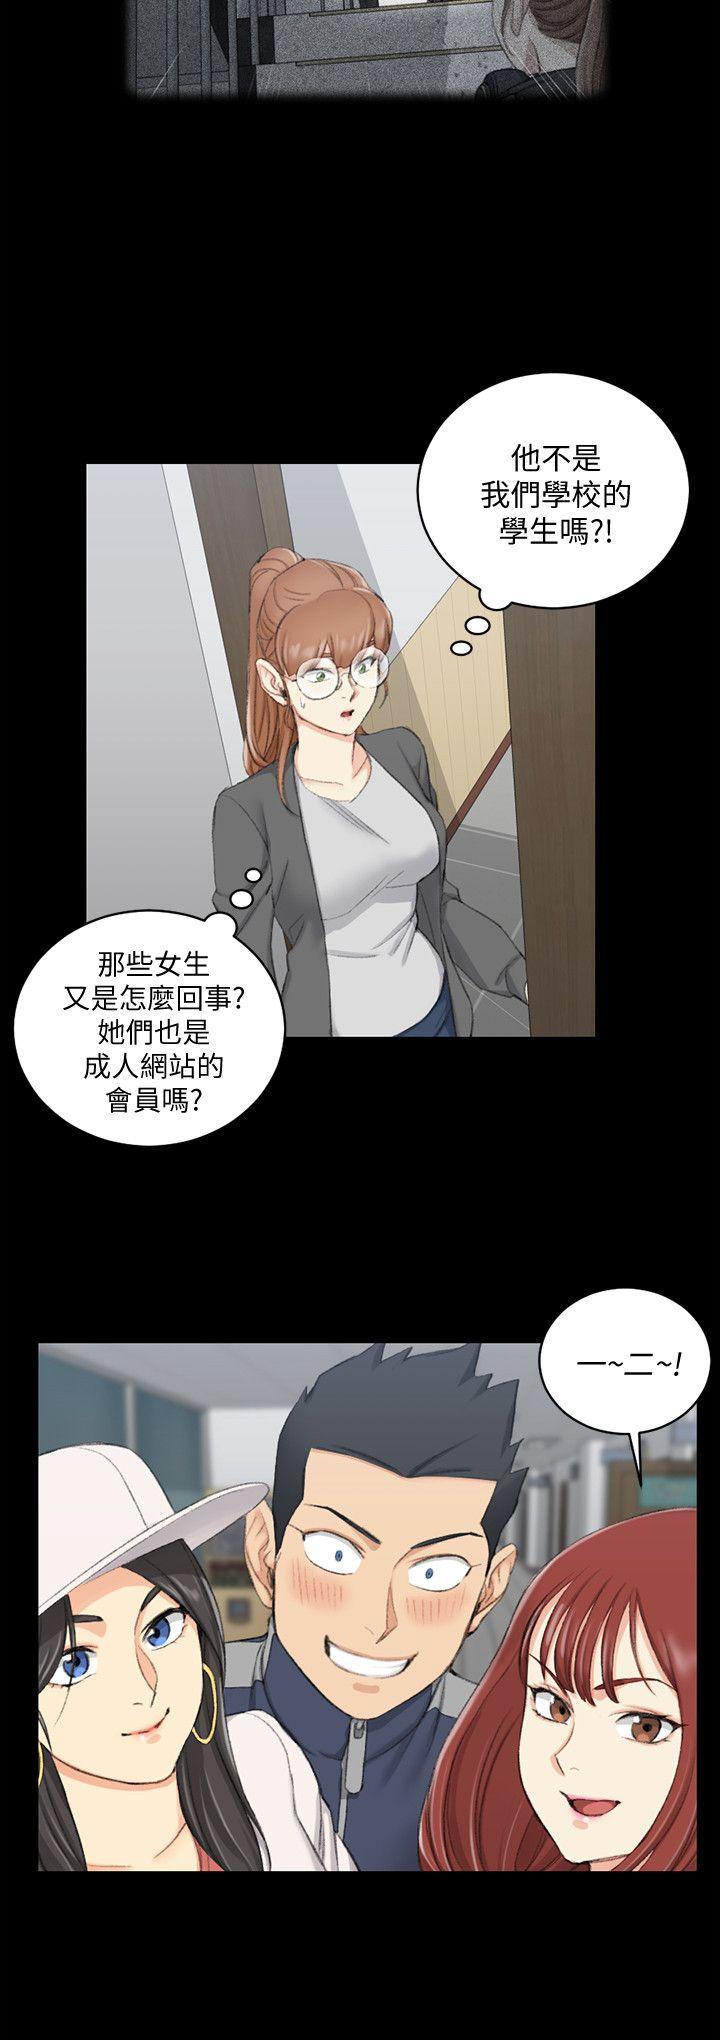 他不是
我們學校的
學生嗎?!
那些女生
又是怎麼回事?
她們也是
成人網站的
會員嗎?
一~二~!